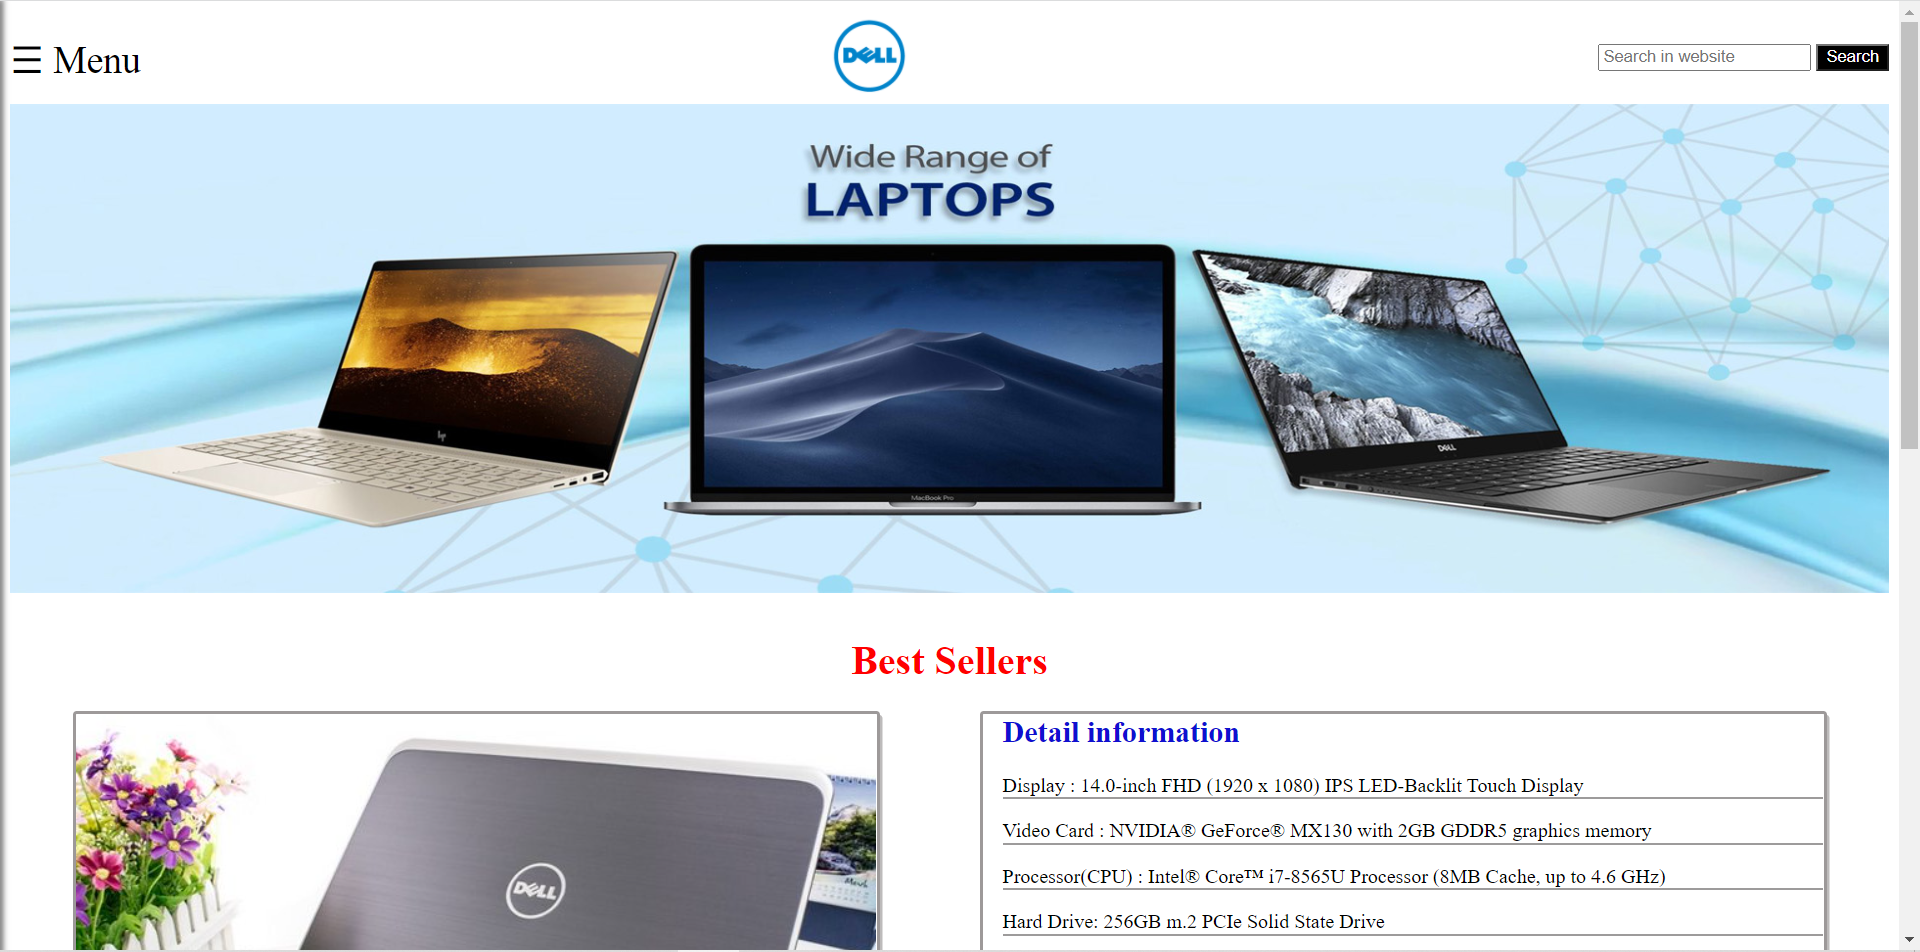 ☰ Menu
DELL
Search in website
Search
Wide Range of
LAPTOPS
hp
MacBook Pro
DELL
Best Sellers
DELL
March
Detail information
Display : 14.0-inch FHD (1920 x 1080) IPS LED-Backlit Touch Display
Video Card : NVIDIA® GeForce® MX130 with 2GB GDDR5 graphics memory
Processor(CPU) : Intel® Core™ i7-8565U Processor (8MB Cache, up to 4.6 GHz)
Hard Drive: 256GB m.2 PCIe Solid State Drive